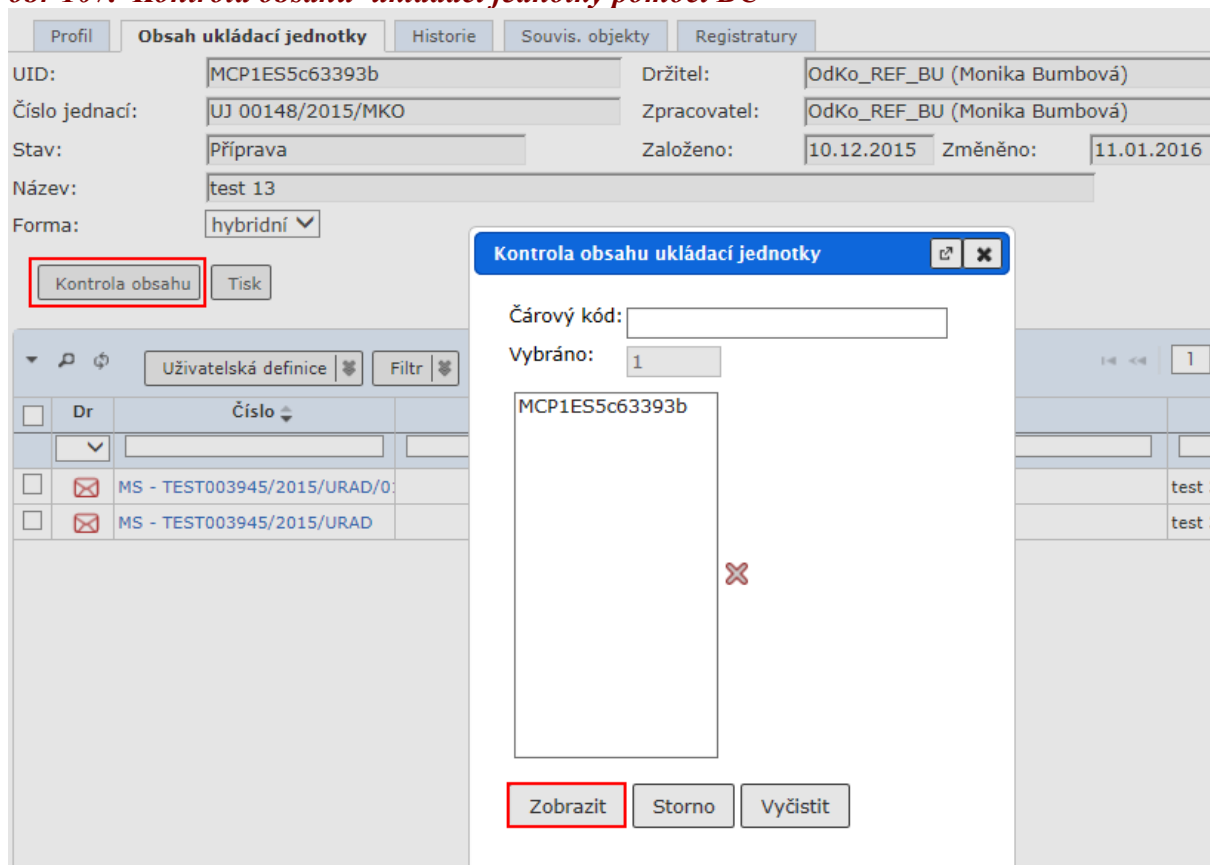 Profil Obsah ukládací jednotky Historie Souvis. objekty Registratury
UID: MCP1ES5c63393b Držitel: OdKo_REF_BU (Monika Bumbová)
Číslo jednací: UJ 00148/2015/MKO Zpracovatel: OdKo_REF_BU (Monika Bumbová)
Stav: Příprava Založeno: 10.12.2015 Změněno: 11.01.2016
Název: test 13
Forma: hybridní
Kontrola obsahu Tisk
Uživatelská definice Filtr 1
Dr Číslo
MS - TEST003945/2015/URAD/0 test
MS - TEST003945/2015/URAD test
Kontrola obsahu ukládací jednotky
Čárový kód:
Vybráno: 1
MCP1ES5c63393b
Zobrazit Storno Vyčistit